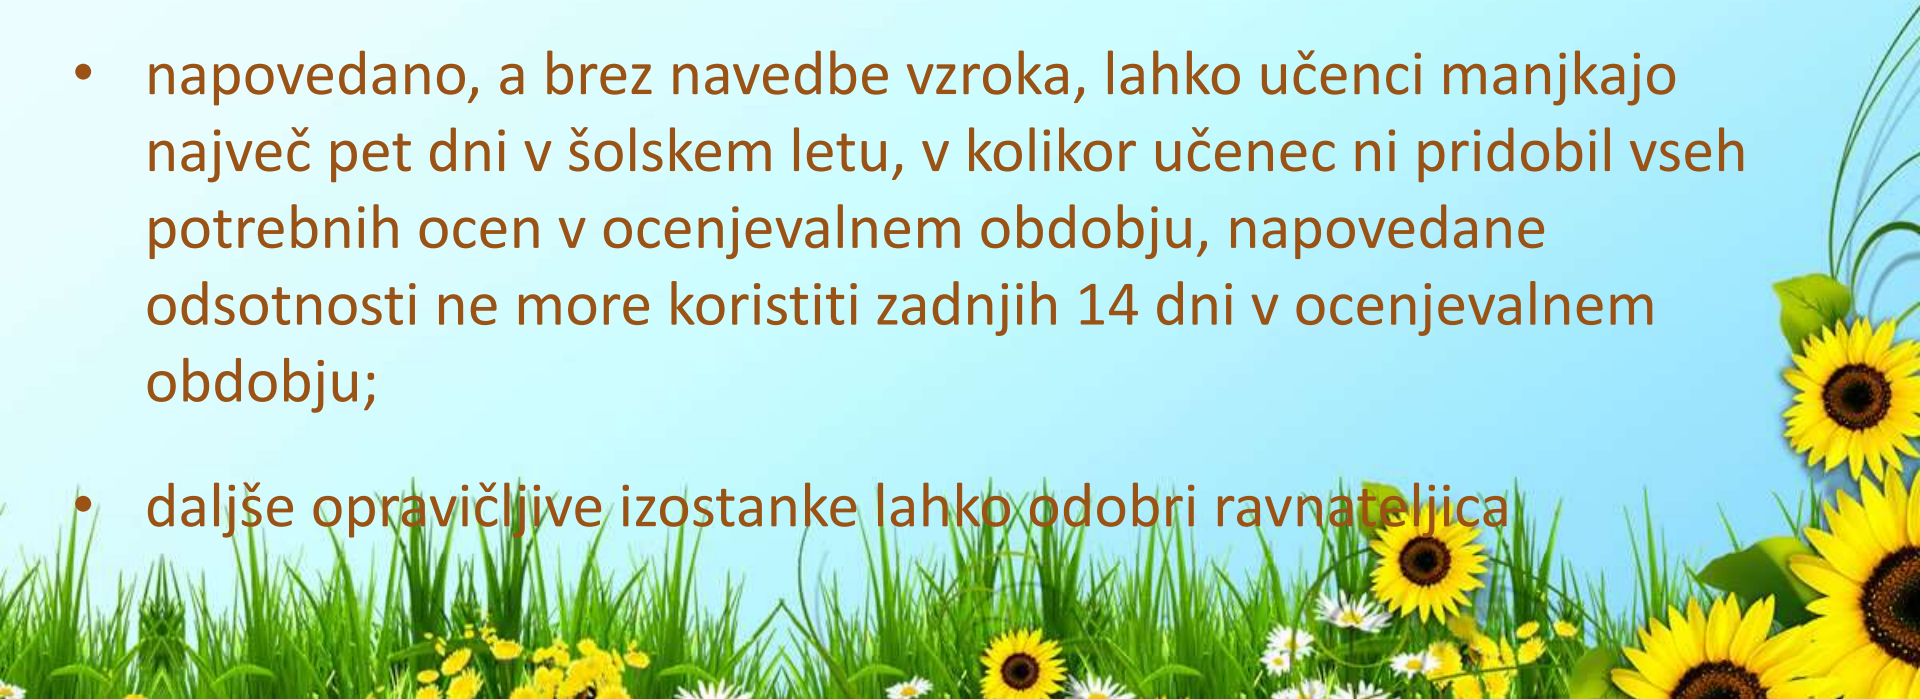 • napovedano, a brez navedbe vzroka, lahko učenci manjkajo
največ pet dni v šolskem letu, v kolikor učenec ni pridobil vseh
potrebnih ocen v ocenjevalnem obdobju, napovedane
odsotnosti ne more koristiti zadnjih 14 dni v ocenjevalnem
obdobju;
• daljše opravičljive izostanke lahko odobri ravnateljica